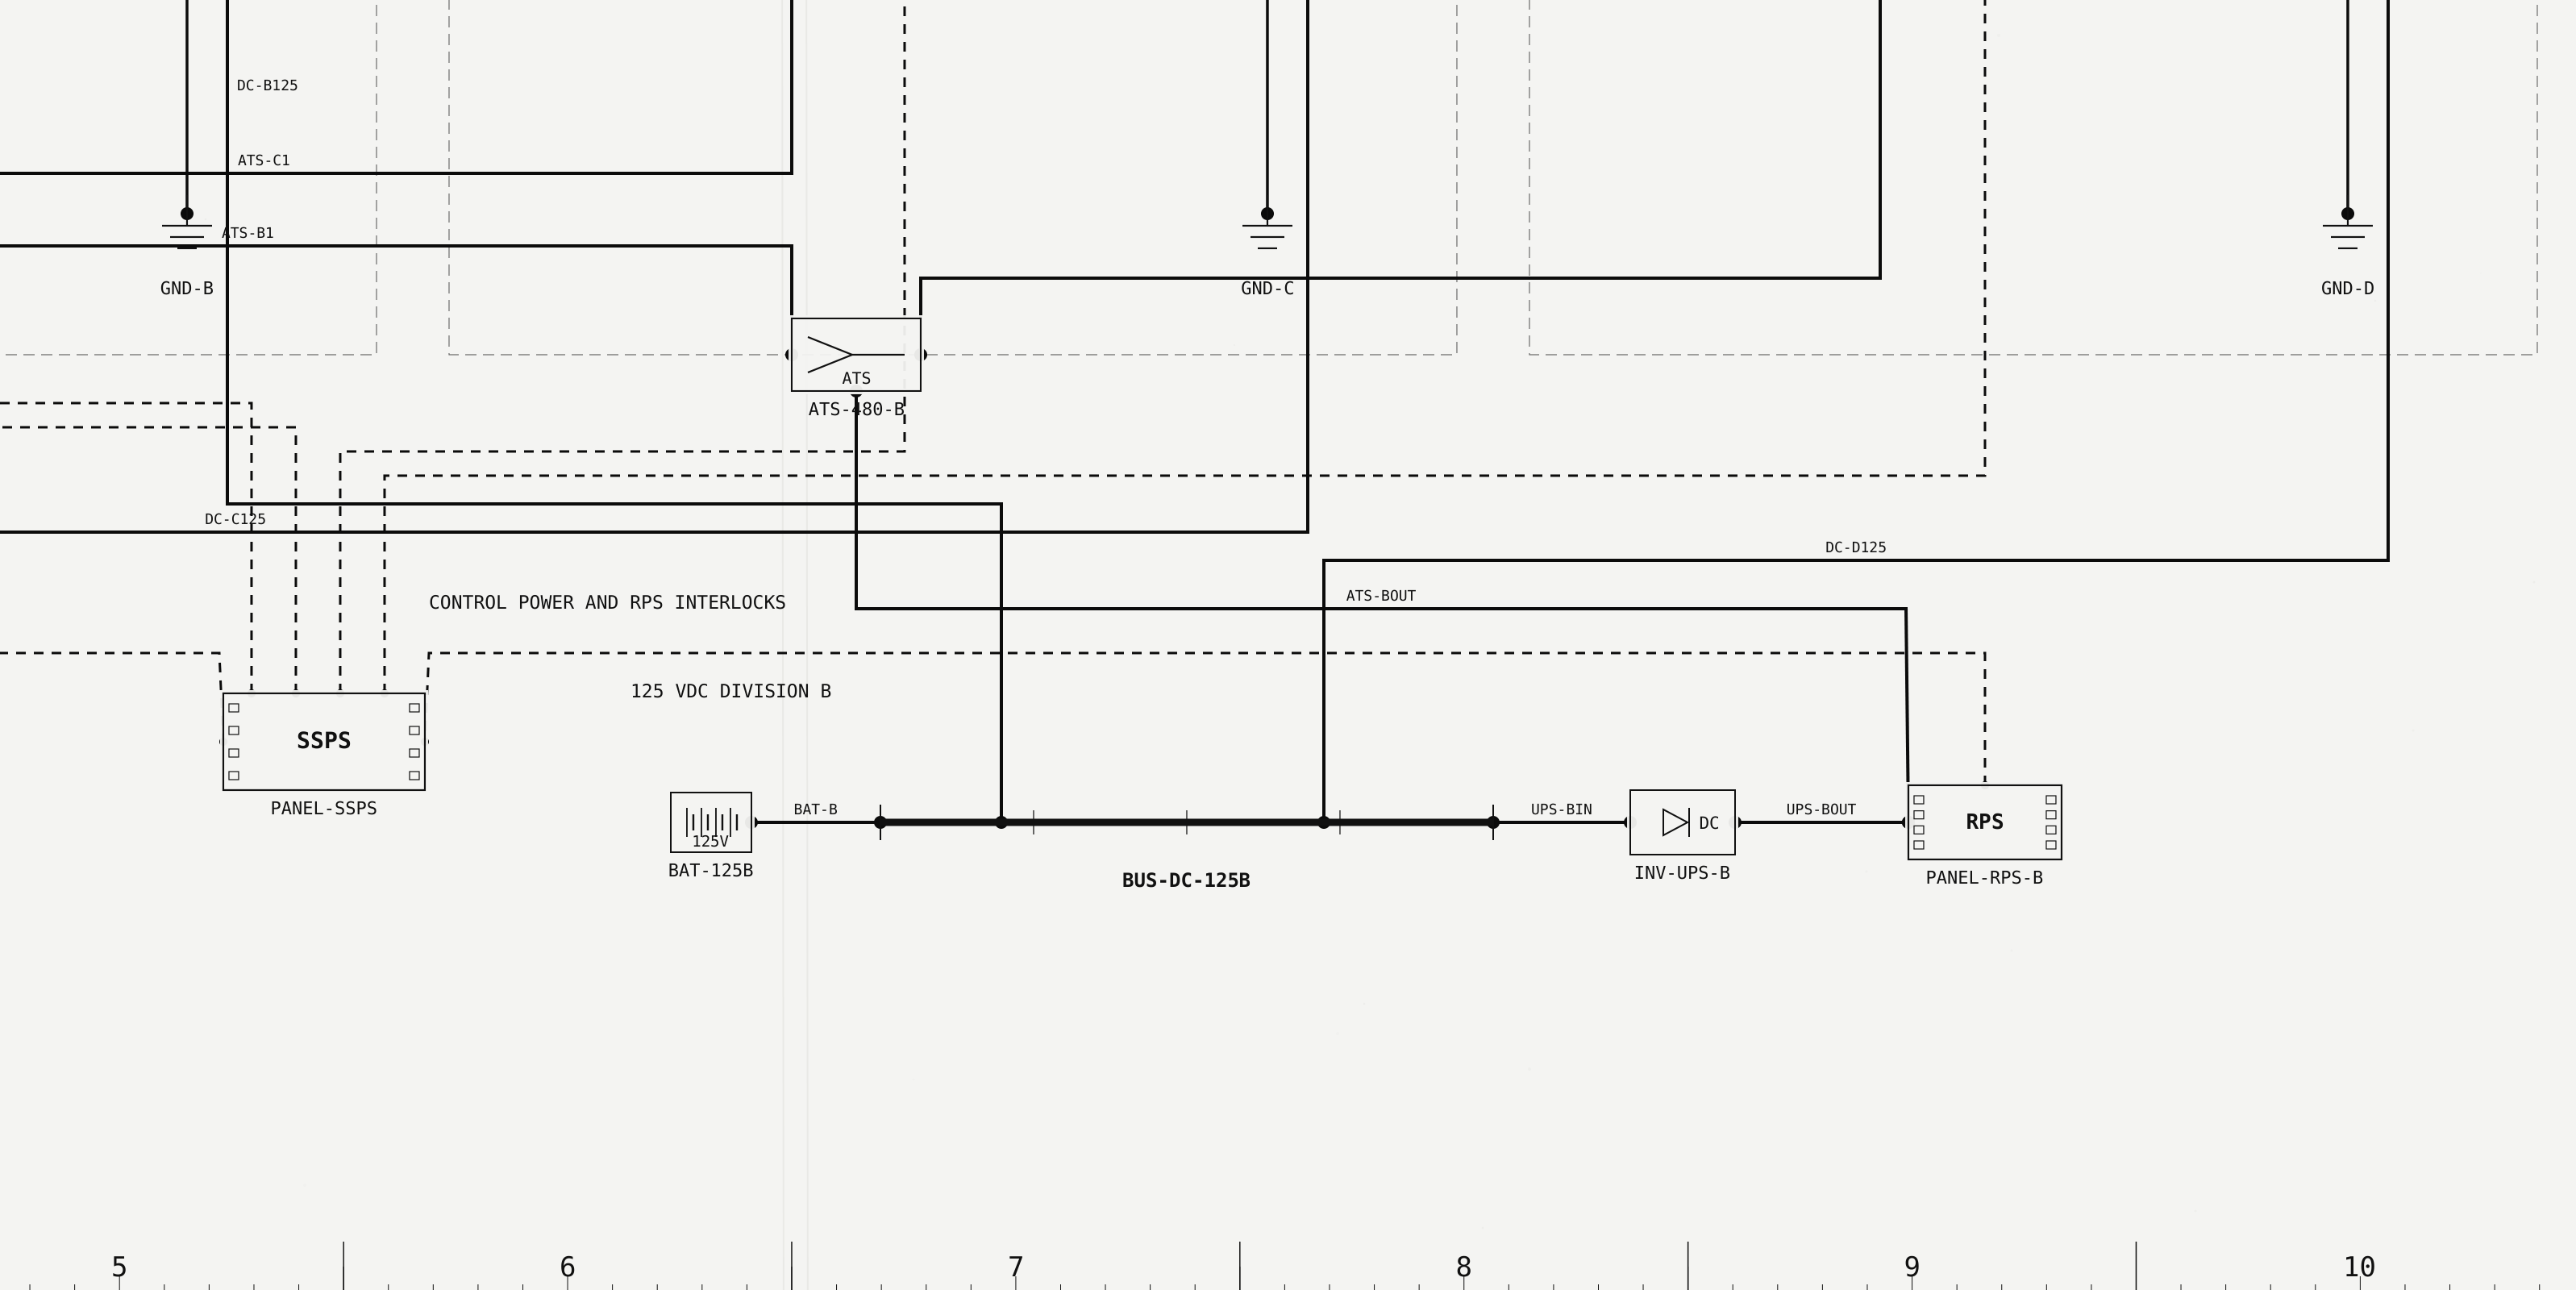 DC-B125
ATS-C1
ATS-B1
GND-B
GND-C
GND-D
ATS
ATS-480-B
DC-C125
DC-D125
ATS-BOUT
CONTROL POWER AND RPS INTERLOCKS
125 VDC DIVISION B
SSPS
PANEL-SSPS
BAT-B
UPS-BIN
UPS-BOUT
125V
DC
RPS
BAT-125B
BUS-DC-125B
INV-UPS-B
PANEL-RPS-B
5 6 7 8 9 10